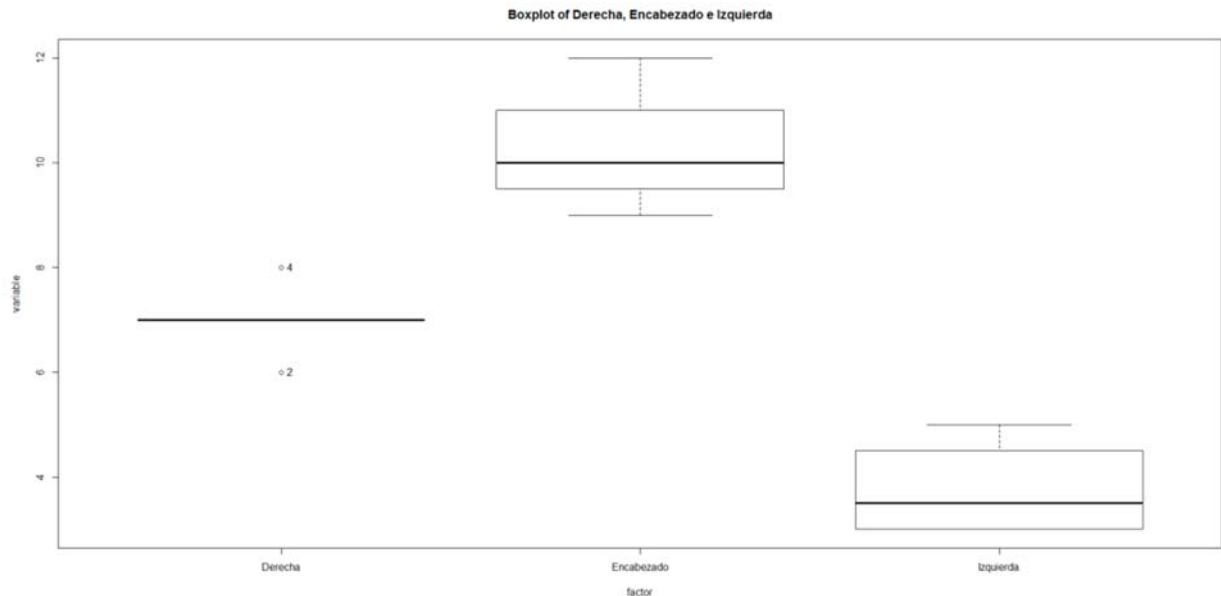 Boxplot of Derecha, Encabezado e Izquierda
12
10
8
6
4
variable
4
2
Derecha
Encabezado
Izquierda
factor